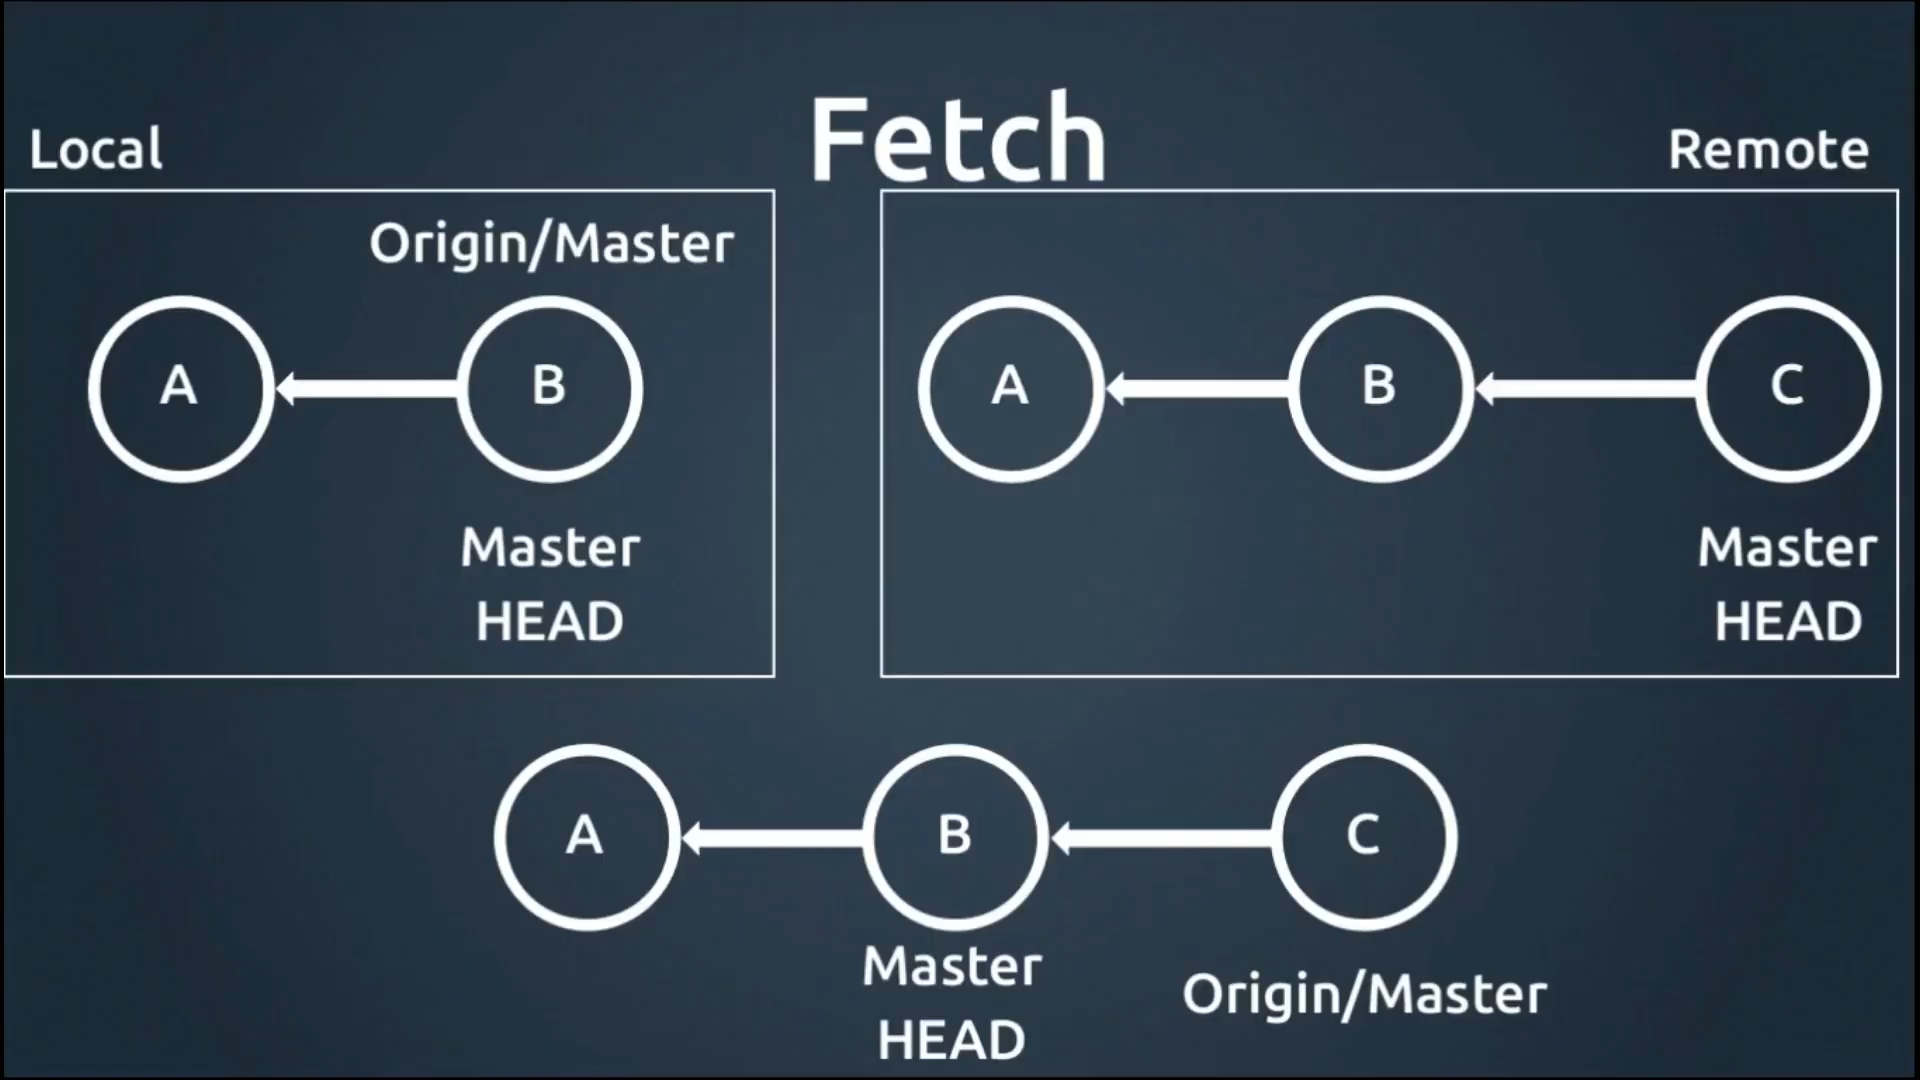 Fetch
Local
Remote
Origin/Master
A
B
Master
HEAD
A
B
C
Master
HEAD
A
B
C
Master
HEAD
Origin/Master